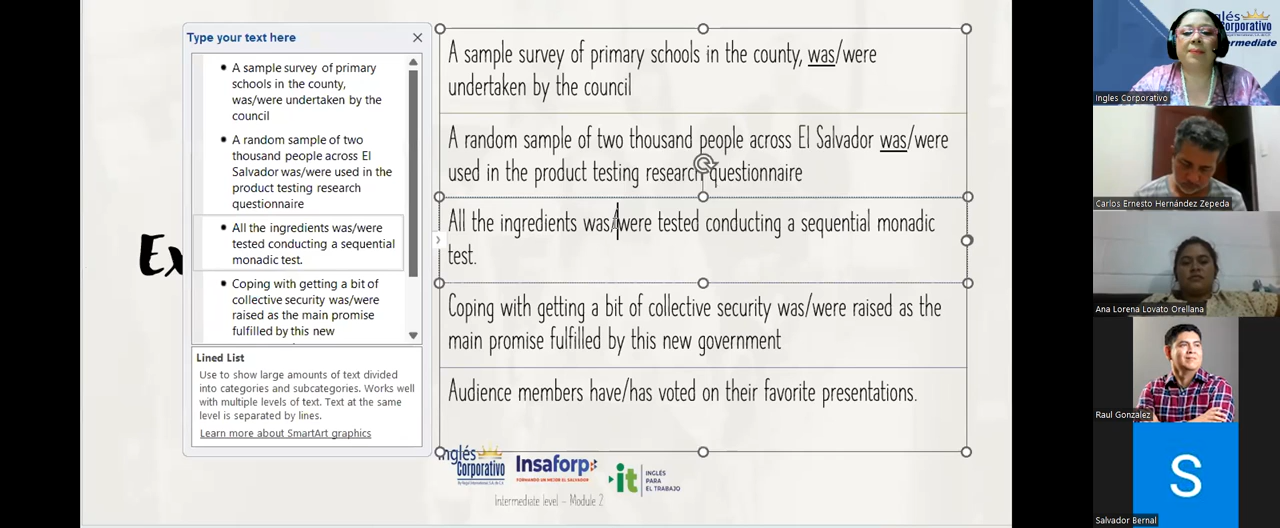 Type your text here
A sample survey of primary
schools in the county,
was/were undertaken by the
council
A random sample of two
thousand people across El
Salvador was/were used in the
product testing research
questionnaire
All the ingredients was/were
tested conducting a sequential
monadic test.
Coping with getting a bit of
collective security was/were
raised as the main promise
fulfilled by this new
Lined List
Use to show large amounts of text divided
into categories and subcategories. Works well
with multiple levels of text. Text at the same
level is separated by lines.
Learn more about SmartArt graphics
Ex
A sample survey of primary schools in the county, was/were
undertaken by the council
A random sample of two thousand people across El Salvador was/were
used in the product testing research questionnaire
All the ingredients was/were tested conducting a sequential monadic
test.
Coping with getting a bit of collective security was/were raised as the
main promise fulfilled by this new government
Audience members have/has voted on their favorite presentations.
Inglés
Corporativo
Insaforp
FORMANDO UN MEJOR EL SALVADOR
it
INGLÉS
PARA
EL TRABAJO
Intermediate level – Module 2
Ingles Corporativo
Carlos Ernesto Hernández Zepeda
Ana Lorena Lovato Orellana
Raul Gonzalez
S
Salvador Bernal